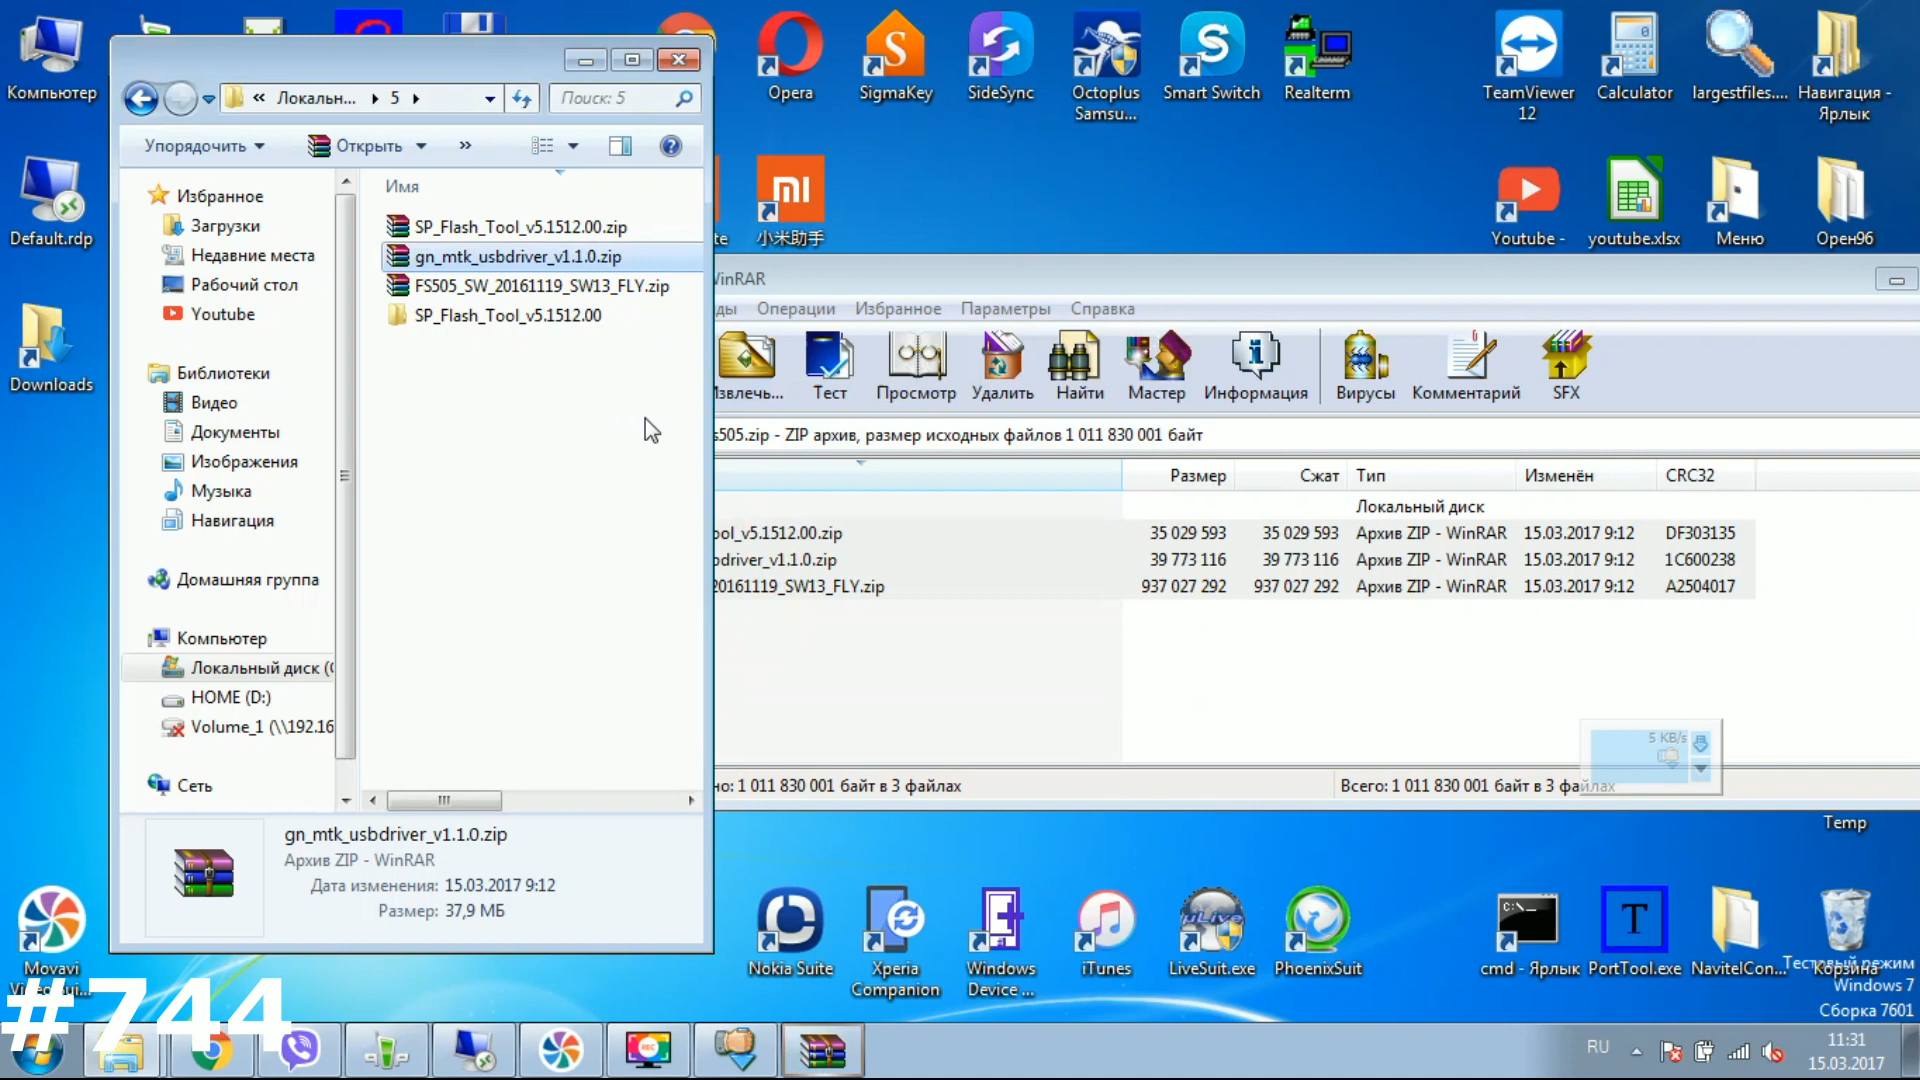 Компьютер
Default.rdp
Downloads
Movavi
#744
« Локальн... ▸ 5 ▸
Поиск: 5
Упорядочить
Открыть
»
Избранное
Загрузки
Недавние места
Рабочий стол
Youtube
Библиотеки
Видео
Документы
Изображения
Музыка
Навигация
Домашняя группа
Компьютер
Локальный диск (
HOME (D:)
Volume_1 (\\192.16
Сеть
Имя
SP_Flash_Tool_v5.1512.00.zip
gn_mtk_usbdriver_v1.1.0.zip
FS505_SW_20161119_SW13_FLY.zip
SP_Flash_Tool_v5.1512.00
gn_mtk_usbdriver_v1.1.0.zip
Архив ZIP - WinRAR
Дата изменения: 15.03.2017 9:12
Размер: 37,9 МБ
Opera
SigmaKey
SideSync
Octoplus
Samsu...
Smart Switch
Realterm
TeamViewer
12
Calculator
largestfiles....
Навигация -
Ярлык
te
mi
小米助手
Youtube -
youtube.xlsx
Меню
Орен96
WinRAR
ды Операции Избранное Параметры Справка
Извлечь... Тест Просмотр Удалить Найти Мастер Информация Вирусы Комментарий SFX
s505.zip - ZIP архив, размер исходных файлов 1 011 830 001 байт
Размер Сжат Тип Изменён CRC32
Локальный диск
ool_v5.1512.00.zip 35 029 593 35 029 593 Архив ZIP - WinRAR 15.03.2017 9:12 DF303135
bdriver_v1.1.0.zip 39 773 116 39 773 116 Архив ZIP - WinRAR 15.03.2017 9:12 1C600238
20161119_SW13_FLY.zip 937 027 292 937 027 292 Архив ZIP - WinRAR 15.03.2017 9:12 A2504017
5 KB/s
но: 1 011 830 001 байт в 3 файлах
Всего: 1 011 830 001 байт в 3 файлах
Temp
Nokia Suite
Xperia
Companion
Windows
Device ...
iTunes
LiveSuit.exe
PhoenixSuit
cmd - Ярлык
PortTool.exe
NavitelCon...
Корзина
Тестовый режим
Windows 7
Сборка 7601
RU
11:31
15.03.2017